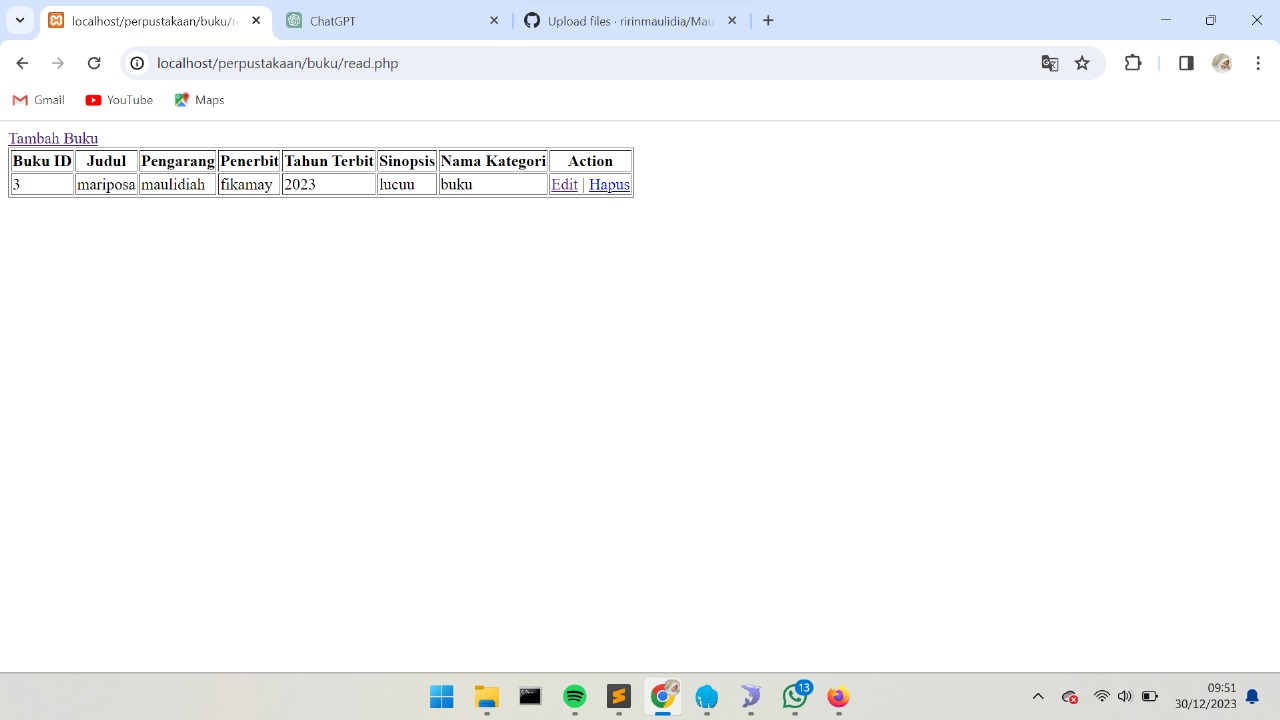 localhost/perpustakaan/buku/re
ChatGPT
Upload files · ririnmaulidia/Mau
localhost/perpustakaan/buku/read.php
Gmail YouTube Maps
Tambah Buku
Buku ID Judul Pengarang Penerbit Tahun Terbit Sinopsis Nama Kategori Action
3 mariposa maulidiah fikamay 2023 lucuu buku Edit | Hapus
13
09:51
30/12/2023